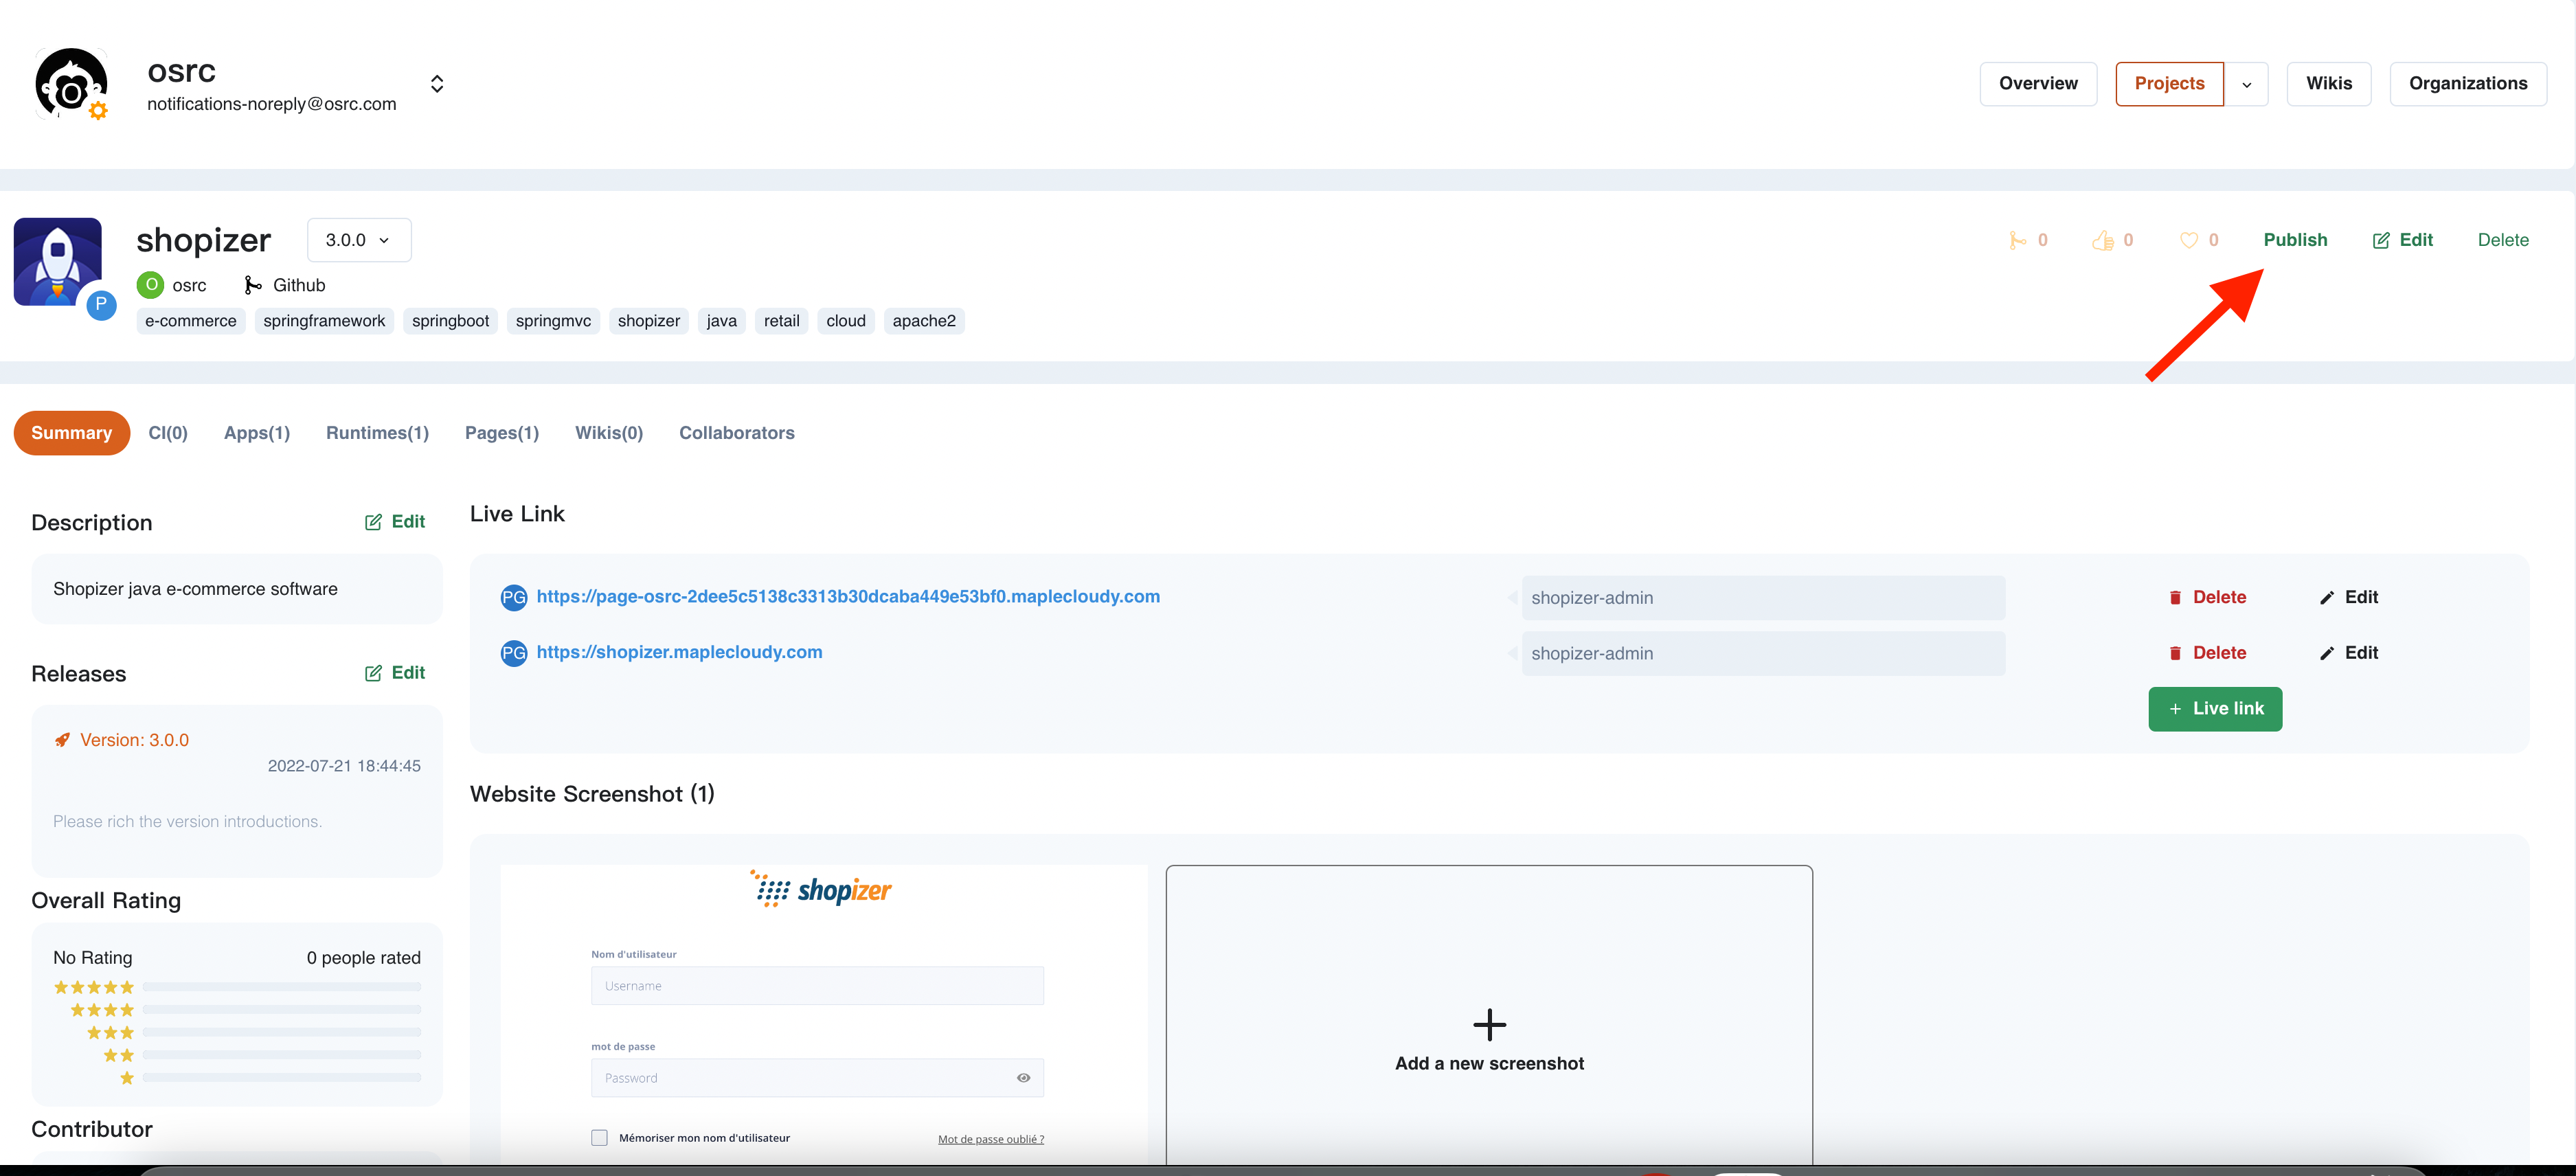 osrc
notifications-noreply@osrc.com
Overview Projects Wikis Organizations
shopizer 3.0.0
0 0 0 Publish Edit Delete
P
O osrc Github
e-commerce springframework springboot springmvc shopizer java retail cloud apache2
Summary CI(0) Apps(1) Runtimes(1) Pages(1) Wikis(0) Collaborators
Description Edit
Shopizer java e-commerce software
Releases Edit
Version: 3.0.0
2022-07-21 18:44:45
Please rich the version introductions.
Overall Rating
No Rating 0 people rated
Contributor
Live Link
PG https://page-osrc-2dee5c5138c3313b30dcaba449e53bf0.maplecloudy.com shopizer-admin Delete Edit
PG https://shopizer.maplecloudy.com shopizer-admin Delete Edit
+ Live link
Website Screenshot (1)
shopizer
Nom d'utilisateur
Username
mot de passe
Password
Mémoriser mon nom d'utilisateur Mot de passe oublié ?
Add a new screenshot